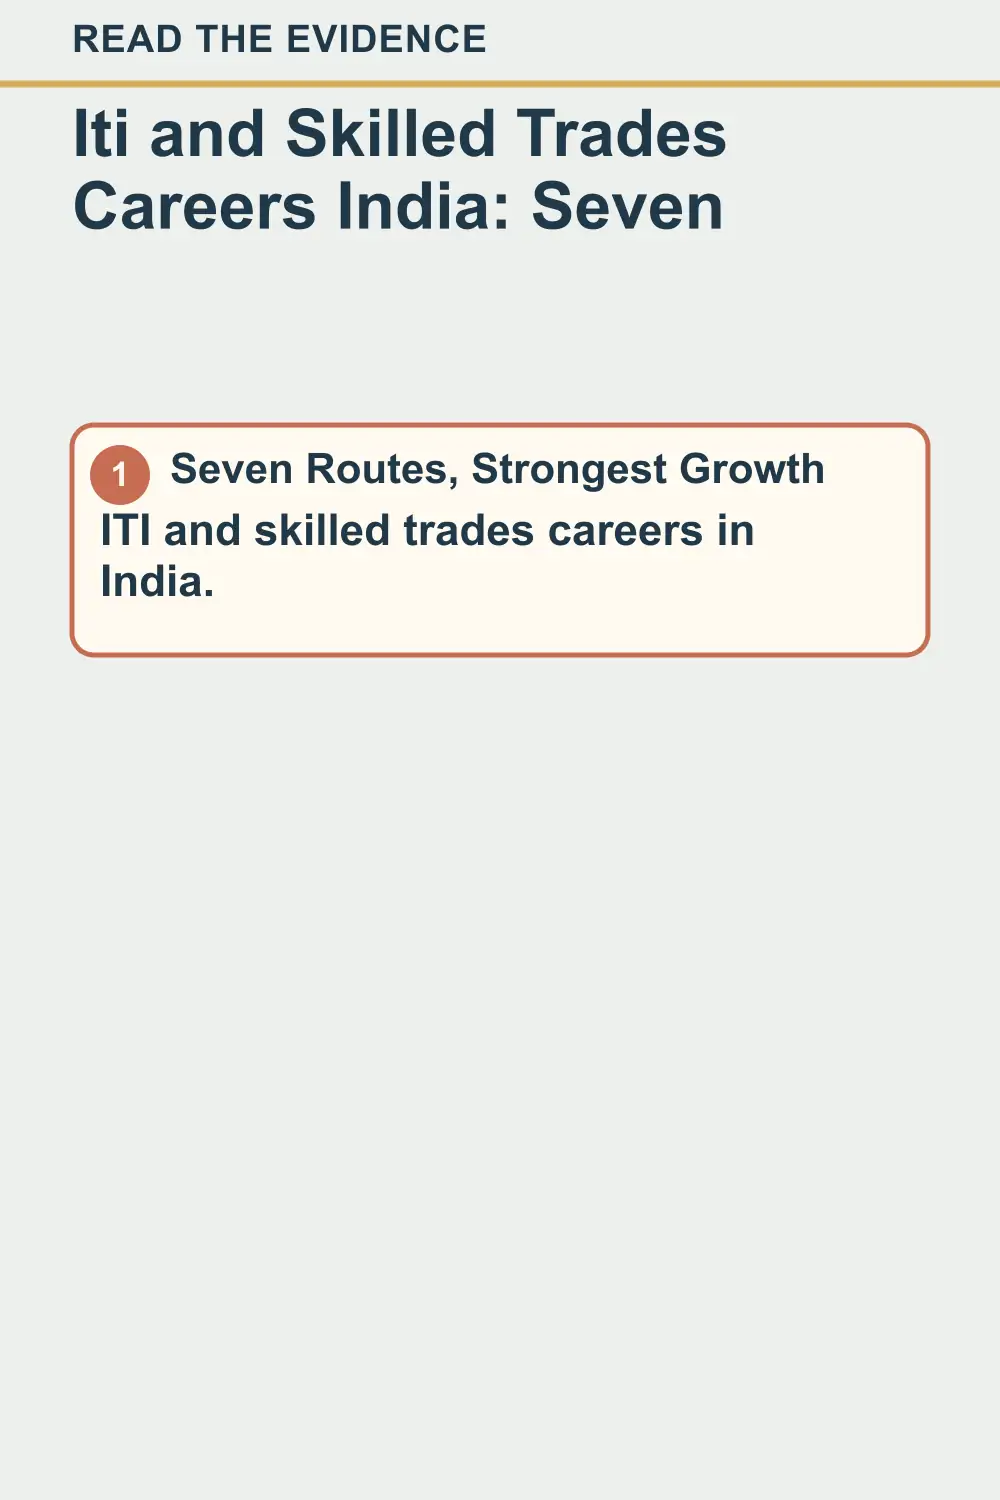 READ THE EVIDENCE
Iti and Skilled Trades
Careers India: Seven
1 Seven Routes, Strongest Growth
ITI and skilled trades careers in
India.